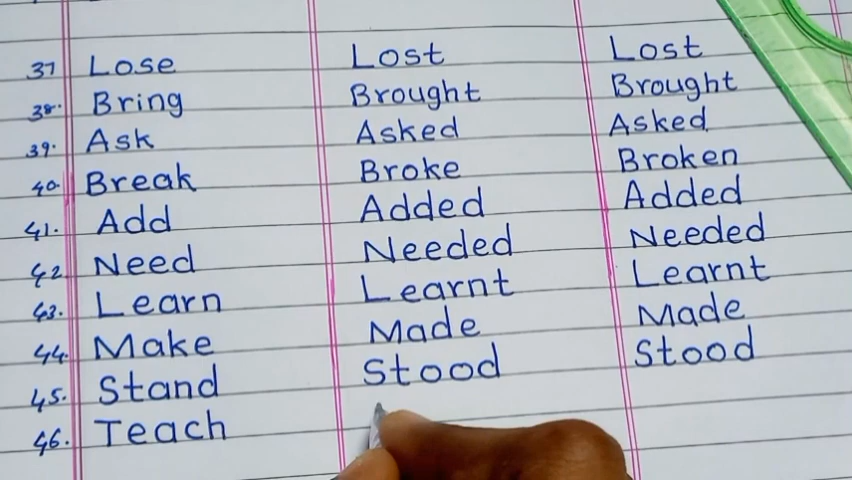 37 Lose Lost Lost
38. Bring Brought Brought
39. Ask Asked Asked
40. Break Broke Broken
41. Add Added Added
42 Need Needed Needed
43. Learn Learnt Learnt
44. Make Made Made
45. Stand Stood Stood
46. Teach